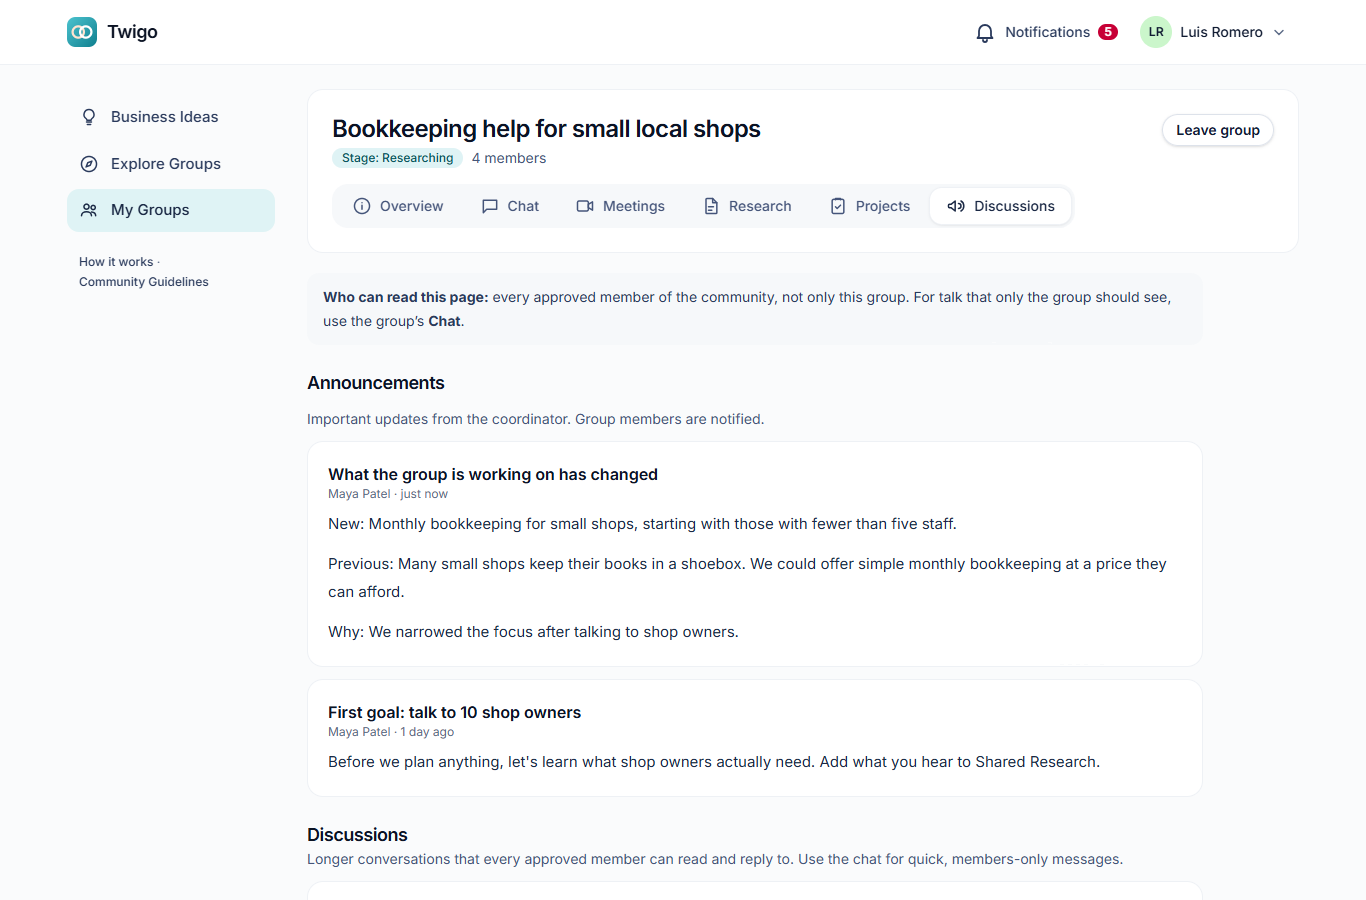 Twigo
Notifications 5
LR Luis Romero
Business Ideas
Explore Groups
My Groups
How it works ·
Community Guidelines
Bookkeeping help for small local shops
Leave group
Stage: Researching 4 members
Overview Chat Meetings Research Projects Discussions
Who can read this page: every approved member of the community, not only this group. For talk that only the group should see,
use the group’s Chat.
Announcements
Important updates from the coordinator. Group members are notified.
What the group is working on has changed
Maya Patel · just now
New: Monthly bookkeeping for small shops, starting with those with fewer than five staff.
Previous: Many small shops keep their books in a shoebox. We could offer simple monthly bookkeeping at a price they
can afford.
Why: We narrowed the focus after talking to shop owners.
First goal: talk to 10 shop owners
Maya Patel · 1 day ago
Before we plan anything, let's learn what shop owners actually need. Add what you hear to Shared Research.
Discussions
Longer conversations that every approved member can read and reply to. Use the chat for quick, members-only messages.